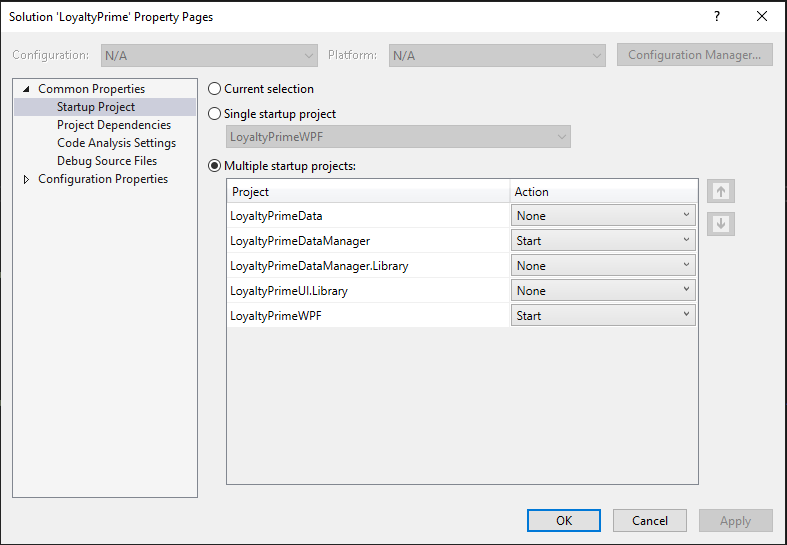 Solution 'LoyaltyPrime' Property Pages
?
Configuration: N/A Platform: N/A Configuration Manager...
Common Properties
Startup Project
Project Dependencies
Code Analysis Settings
Debug Source Files
Configuration Properties
Current selection
Single startup project
LoyaltyPrimeWPF
Multiple startup projects:
Project Action
LoyaltyPrimeData None
LoyaltyPrimeDataManager Start
LoyaltyPrimeDataManager.Library None
LoyaltyPrimeUI.Library None
LoyaltyPrimeWPF Start
OK Cancel Apply